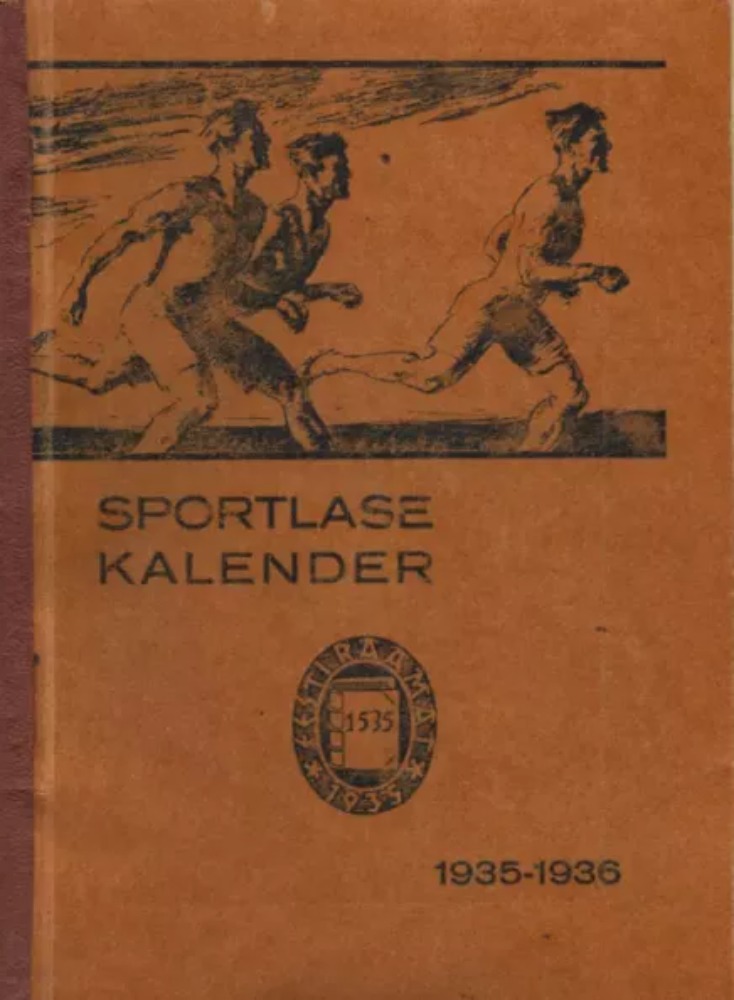 SPORTLASE
KALENDER
EESTI RAAMAT
1535
* 1935 *
1935-1936